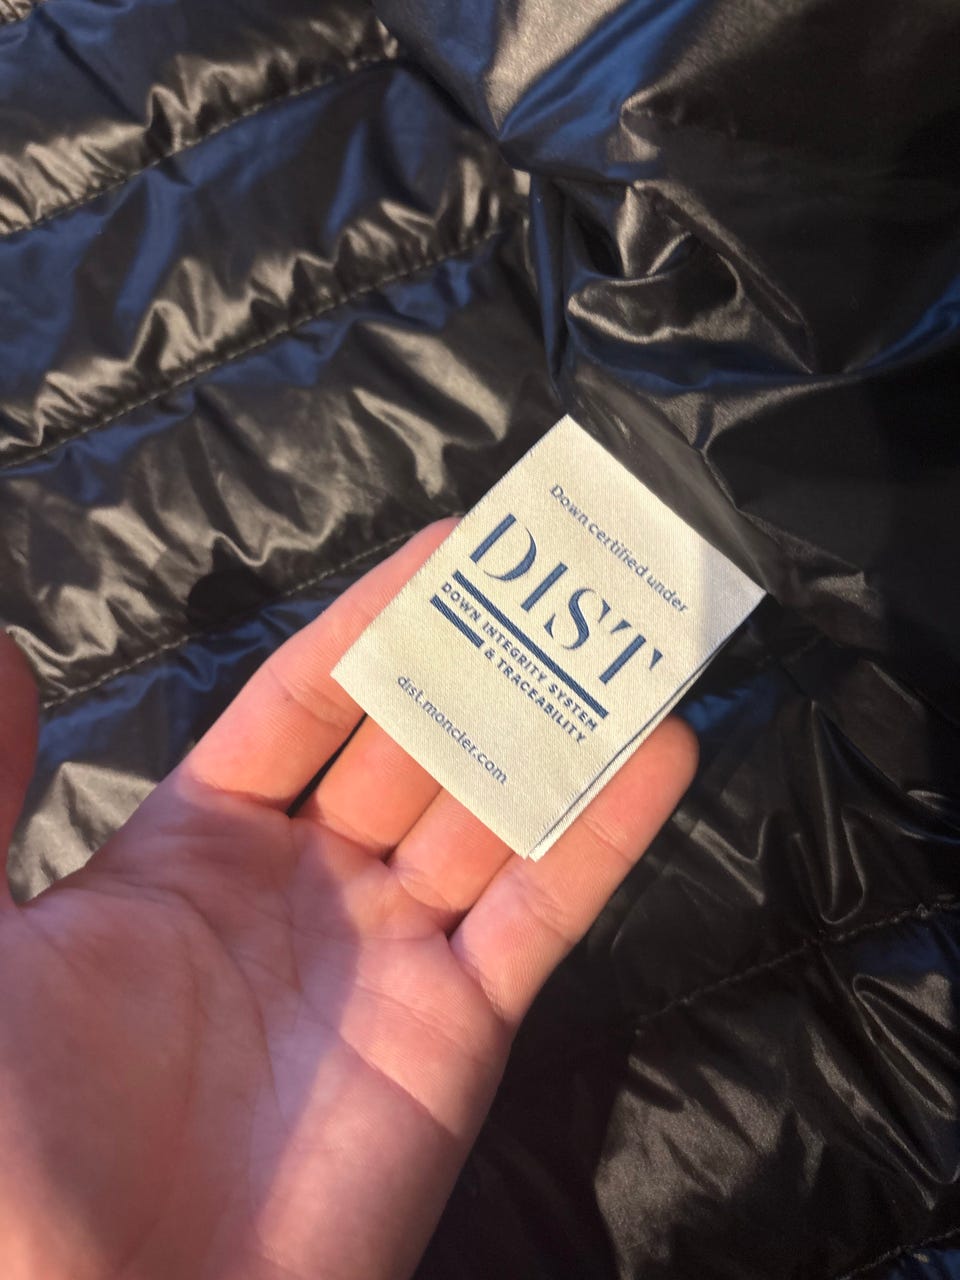 Down certified under
DIST
DOWN INTEGRITY SYSTEM
& TRACEABILITY
dist.moncler.com